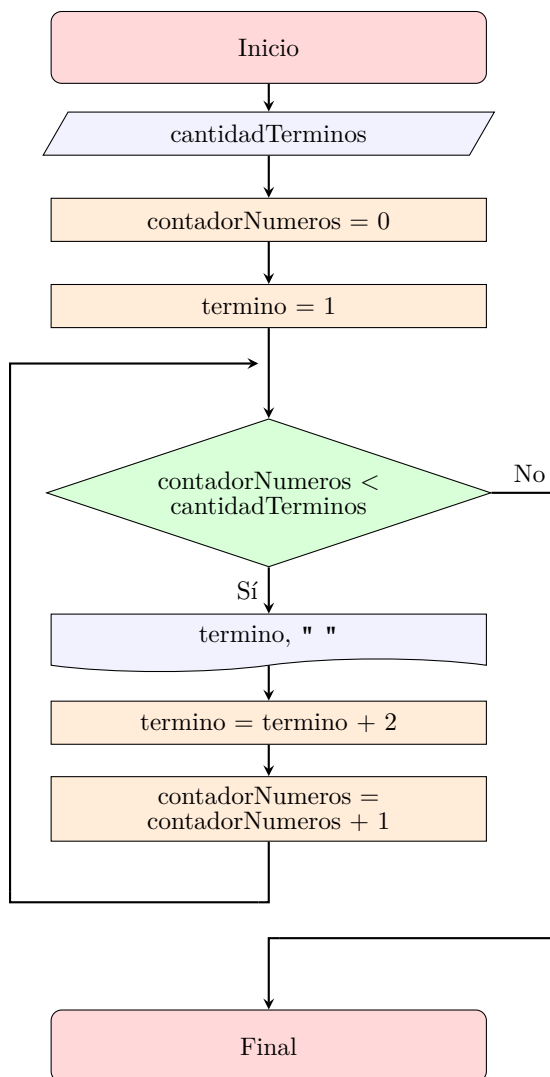 Inicio
cantidadTerminos
contadorNumeros = 0
termino = 1
contadorNumeros <
cantidadTerminos
No
Sí
termino, " "
termino = termino + 2
contadorNumeros =
contadorNumeros + 1
Final